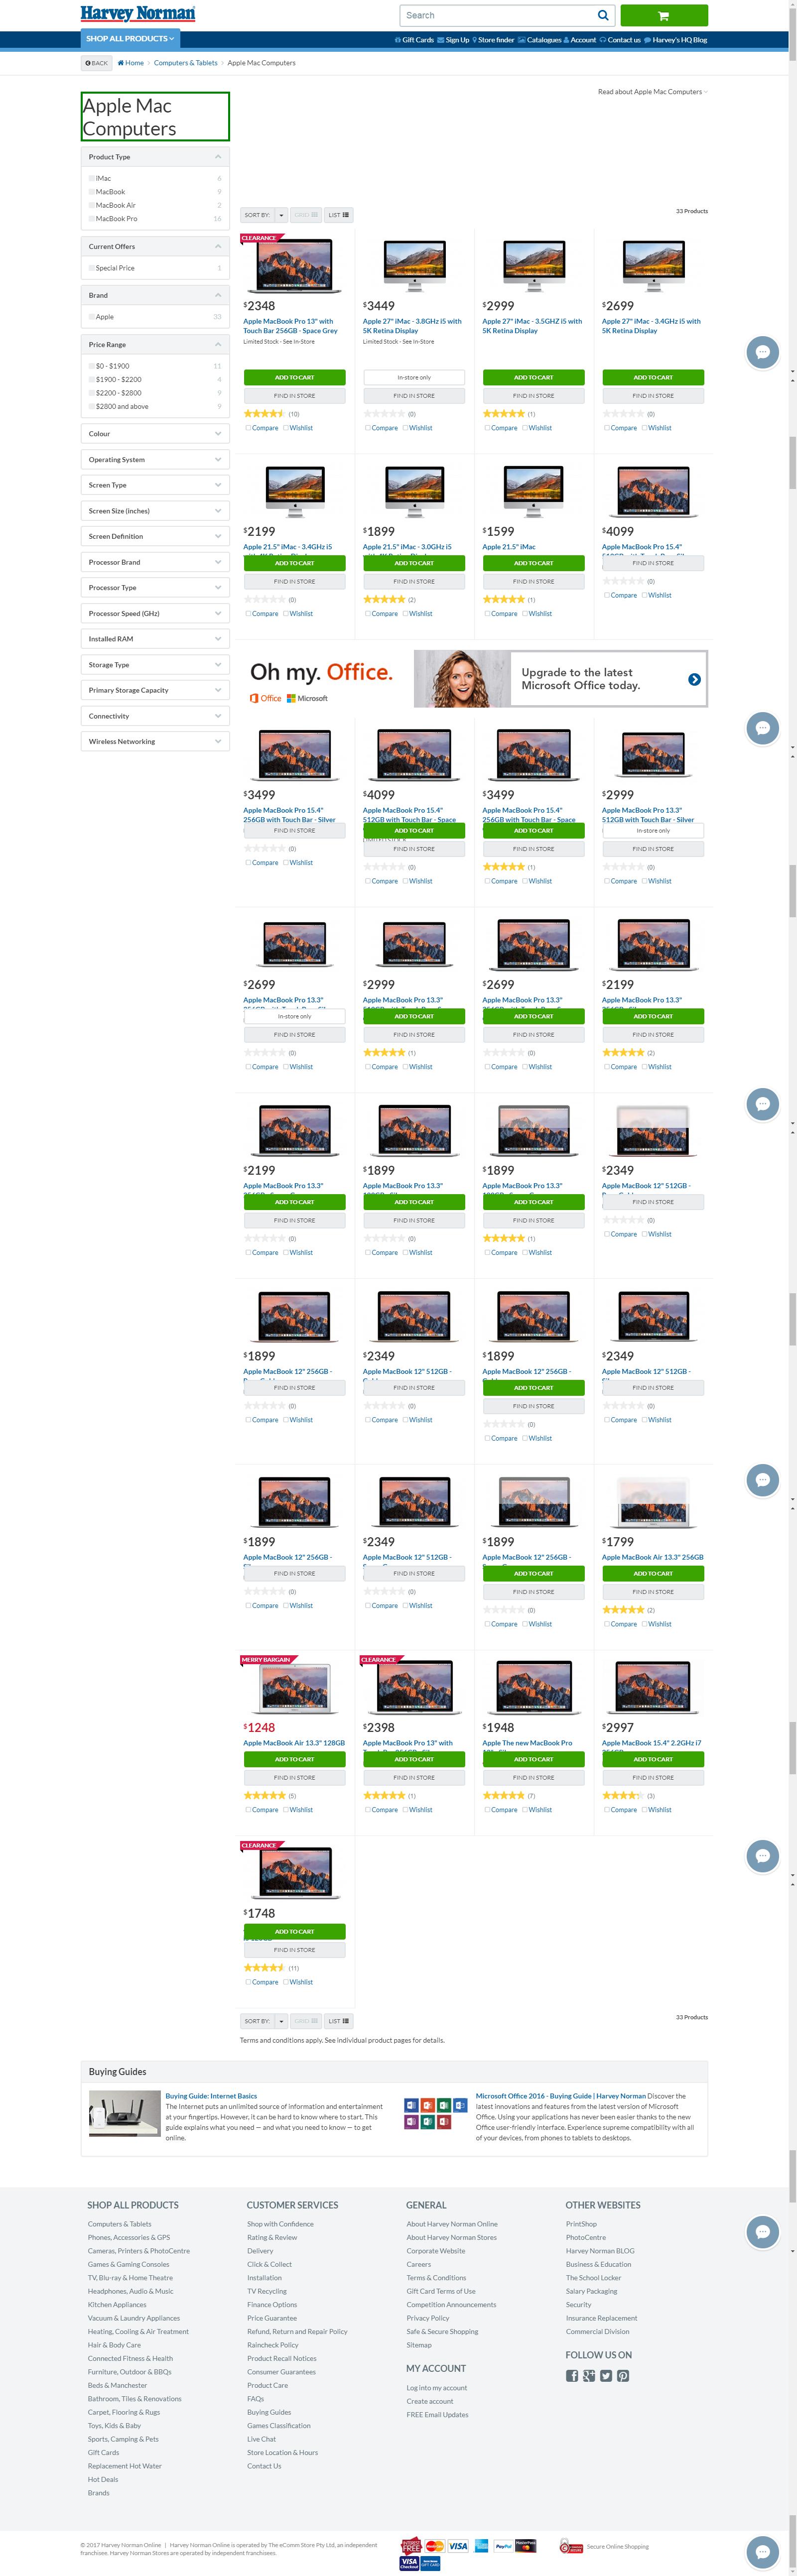 Harvey Norman
Search
SHOP ALL PRODUCTS
Gift Cards Sign Up Store finder Catalogues Account Contact us Harvey's HQ Blog
BACK Home Computers & Tablets Apple Mac Computers
Apple Mac
Computers
Read about Apple Mac Computers
Product Type
iMac 6
MacBook 9
MacBook Air 2
MacBook Pro 16
Current Offers
Special Price 1
Brand
Apple 33
Price Range
$0 - $1900 11
$1900 - $2200 4
$2200 - $2800 9
$2800 and above 9
Colour
Operating System
Screen Type
Screen Size (inches)
Screen Definition
Processor Brand
Processor Type
Processor Speed (GHz)
Installed RAM
Storage Type
Primary Storage Capacity
Connectivity
Wireless Networking
SORT BY: GRID LIST
33 Products
CLEARANCE
$2348 $3449 $2999 $2699
Apple MacBook Pro 13" with
Touch Bar 256GB - Space Grey
Limited Stock - See In-Store
Apple 27" iMac - 3.8GHz i5 with
5K Retina Display
Limited Stock - See In-Store
Apple 27" iMac - 3.5GHZ i5 with
5K Retina Display
Apple 27" iMac - 3.4GHz i5 with
5K Retina Display
ADD TO CART In-store only ADD TO CART ADD TO CART
FIND IN STORE FIND IN STORE FIND IN STORE FIND IN STORE
(10) (0) (1) (0)
Compare Wishlist Compare Wishlist Compare Wishlist Compare Wishlist
$2199 $1899 $1599 $4099
Apple 21.5" iMac - 3.4GHz i5
Apple 21.5" iMac - 3.0GHz i5
Apple 21.5" iMac
Apple MacBook Pro 15.4"
ADD TO CART ADD TO CART ADD TO CART FIND IN STORE
FIND IN STORE FIND IN STORE FIND IN STORE
(0) (2) (1) (0)
Compare Wishlist Compare Wishlist Compare Wishlist Compare Wishlist
Oh my. Office.
Office Microsoft
Upgrade to the latest
Microsoft Office today.
$3499 $4099 $3499 $2999
Apple MacBook Pro 15.4"
256GB with Touch Bar - Silver
Apple MacBook Pro 15.4"
512GB with Touch Bar - Space
Apple MacBook Pro 15.4"
256GB with Touch Bar - Space
Apple MacBook Pro 13.3"
512GB with Touch Bar - Silver
FIND IN STORE ADD TO CART ADD TO CART In-store only
FIND IN STORE FIND IN STORE FIND IN STORE
(0) (0) (1) (0)
Compare Wishlist Compare Wishlist Compare Wishlist Compare Wishlist
$2699 $2999 $2699 $2199
Apple MacBook Pro 13.3"
Apple MacBook Pro 13.3"
Apple MacBook Pro 13.3"
Apple MacBook Pro 13.3"
In-store only ADD TO CART ADD TO CART ADD TO CART
FIND IN STORE FIND IN STORE FIND IN STORE FIND IN STORE
(0) (1) (0) (2)
Compare Wishlist Compare Wishlist Compare Wishlist Compare Wishlist
$2199 $1899 $1899 $2349
Apple MacBook Pro 13.3"
Apple MacBook Pro 13.3"
Apple MacBook Pro 13.3"
Apple MacBook 12" 512GB -
ADD TO CART ADD TO CART ADD TO CART FIND IN STORE
FIND IN STORE FIND IN STORE FIND IN STORE
(0) (0) (1) (0)
Compare Wishlist Compare Wishlist Compare Wishlist Compare Wishlist
$1899 $2349 $1899 $2349
Apple MacBook 12" 256GB -
Apple MacBook 12" 512GB -
Apple MacBook 12" 256GB -
Apple MacBook 12" 512GB -
FIND IN STORE FIND IN STORE ADD TO CART FIND IN STORE
FIND IN STORE
(0) (0) (0) (0)
Compare Wishlist Compare Wishlist Compare Wishlist Compare Wishlist
$1899 $2349 $1899 $1799
Apple MacBook 12" 256GB -
Apple MacBook 12" 512GB -
Apple MacBook 12" 256GB -
Apple MacBook Air 13.3" 256GB
FIND IN STORE FIND IN STORE ADD TO CART ADD TO CART
FIND IN STORE FIND IN STORE
(0) (0) (0) (2)
Compare Wishlist Compare Wishlist Compare Wishlist Compare Wishlist
MERRY BARGAIN CLEARANCE
$1248 $2398 $1948 $2997
Apple MacBook Air 13.3" 128GB
Apple MacBook Pro 13" with
Apple The new MacBook Pro
Apple MacBook 15.4" 2.2GHz i7
ADD TO CART ADD TO CART ADD TO CART ADD TO CART
FIND IN STORE FIND IN STORE FIND IN STORE FIND IN STORE
(5) (1) (7) (3)
Compare Wishlist Compare Wishlist Compare Wishlist Compare Wishlist
CLEARANCE
$1748
ADD TO CART
FIND IN STORE
(11)
Compare Wishlist
SORT BY: GRID LIST
33 Products
Terms and conditions apply. See individual product pages for details.
Buying Guides
Buying Guide: Internet Basics
The Internet puts an unlimited source of information and entertainment
at your fingertips. However, it can be hard to know where to start. This
guide explains what you need — and what you need to know — to get
online.
Microsoft Office 2016 - Buying Guide | Harvey Norman Discover the
latest innovations and features from the latest version of Microsoft
Office. Using your applications has never been easier thanks to the new
Office user-friendly interface. Experience supreme compatibility with all
of your devices, from phones to tablets to desktops.
SHOP ALL PRODUCTS
Computers & Tablets
Phones, Accessories & GPS
Cameras, Printers & PhotoCentre
Games & Gaming Consoles
TV, Blu-ray & Home Theatre
Headphones, Audio & Music
Kitchen Appliances
Vacuum & Laundry Appliances
Heating, Cooling & Air Treatment
Hair & Body Care
Connected Fitness & Health
Furniture, Outdoor & BBQs
Beds & Manchester
Bathroom, Tiles & Renovations
Carpet, Flooring & Rugs
Toys, Kids & Baby
Sports, Camping & Pets
Gift Cards
Replacement Hot Water
Hot Deals
Brands
CUSTOMER SERVICES
Shop with Confidence
Rating & Review
Delivery
Click & Collect
Installation
TV Recycling
Finance Options
Price Guarantee
Refund, Return and Repair Policy
Raincheck Policy
Product Recall Notices
Consumer Guarantees
Product Care
FAQs
Buying Guides
Games Classification
Live Chat
Store Location & Hours
Contact Us
GENERAL
About Harvey Norman Online
About Harvey Norman Stores
Corporate Website
Careers
Terms & Conditions
Gift Card Terms of Use
Competition Announcements
Privacy Policy
Safe & Secure Shopping
Sitemap
MY ACCOUNT
Log into my account
Create account
FREE Email Updates
OTHER WEBSITES
PrintShop
PhotoCentre
Harvey Norman BLOG
Business & Education
The School Locker
Salary Packaging
Security
Insurance Replacement
Commercial Division
FOLLOW US ON
© 2017 Harvey Norman Online | Harvey Norman Online is operated by The eComm Store Pty Ltd, an independent
franchisee. Harvey Norman Stores are operated by independent franchisees.
INTEREST FREE MasterCard VISA PayPal MasterPass
VISA Checkout GIFT CARD
Secure Online Shopping